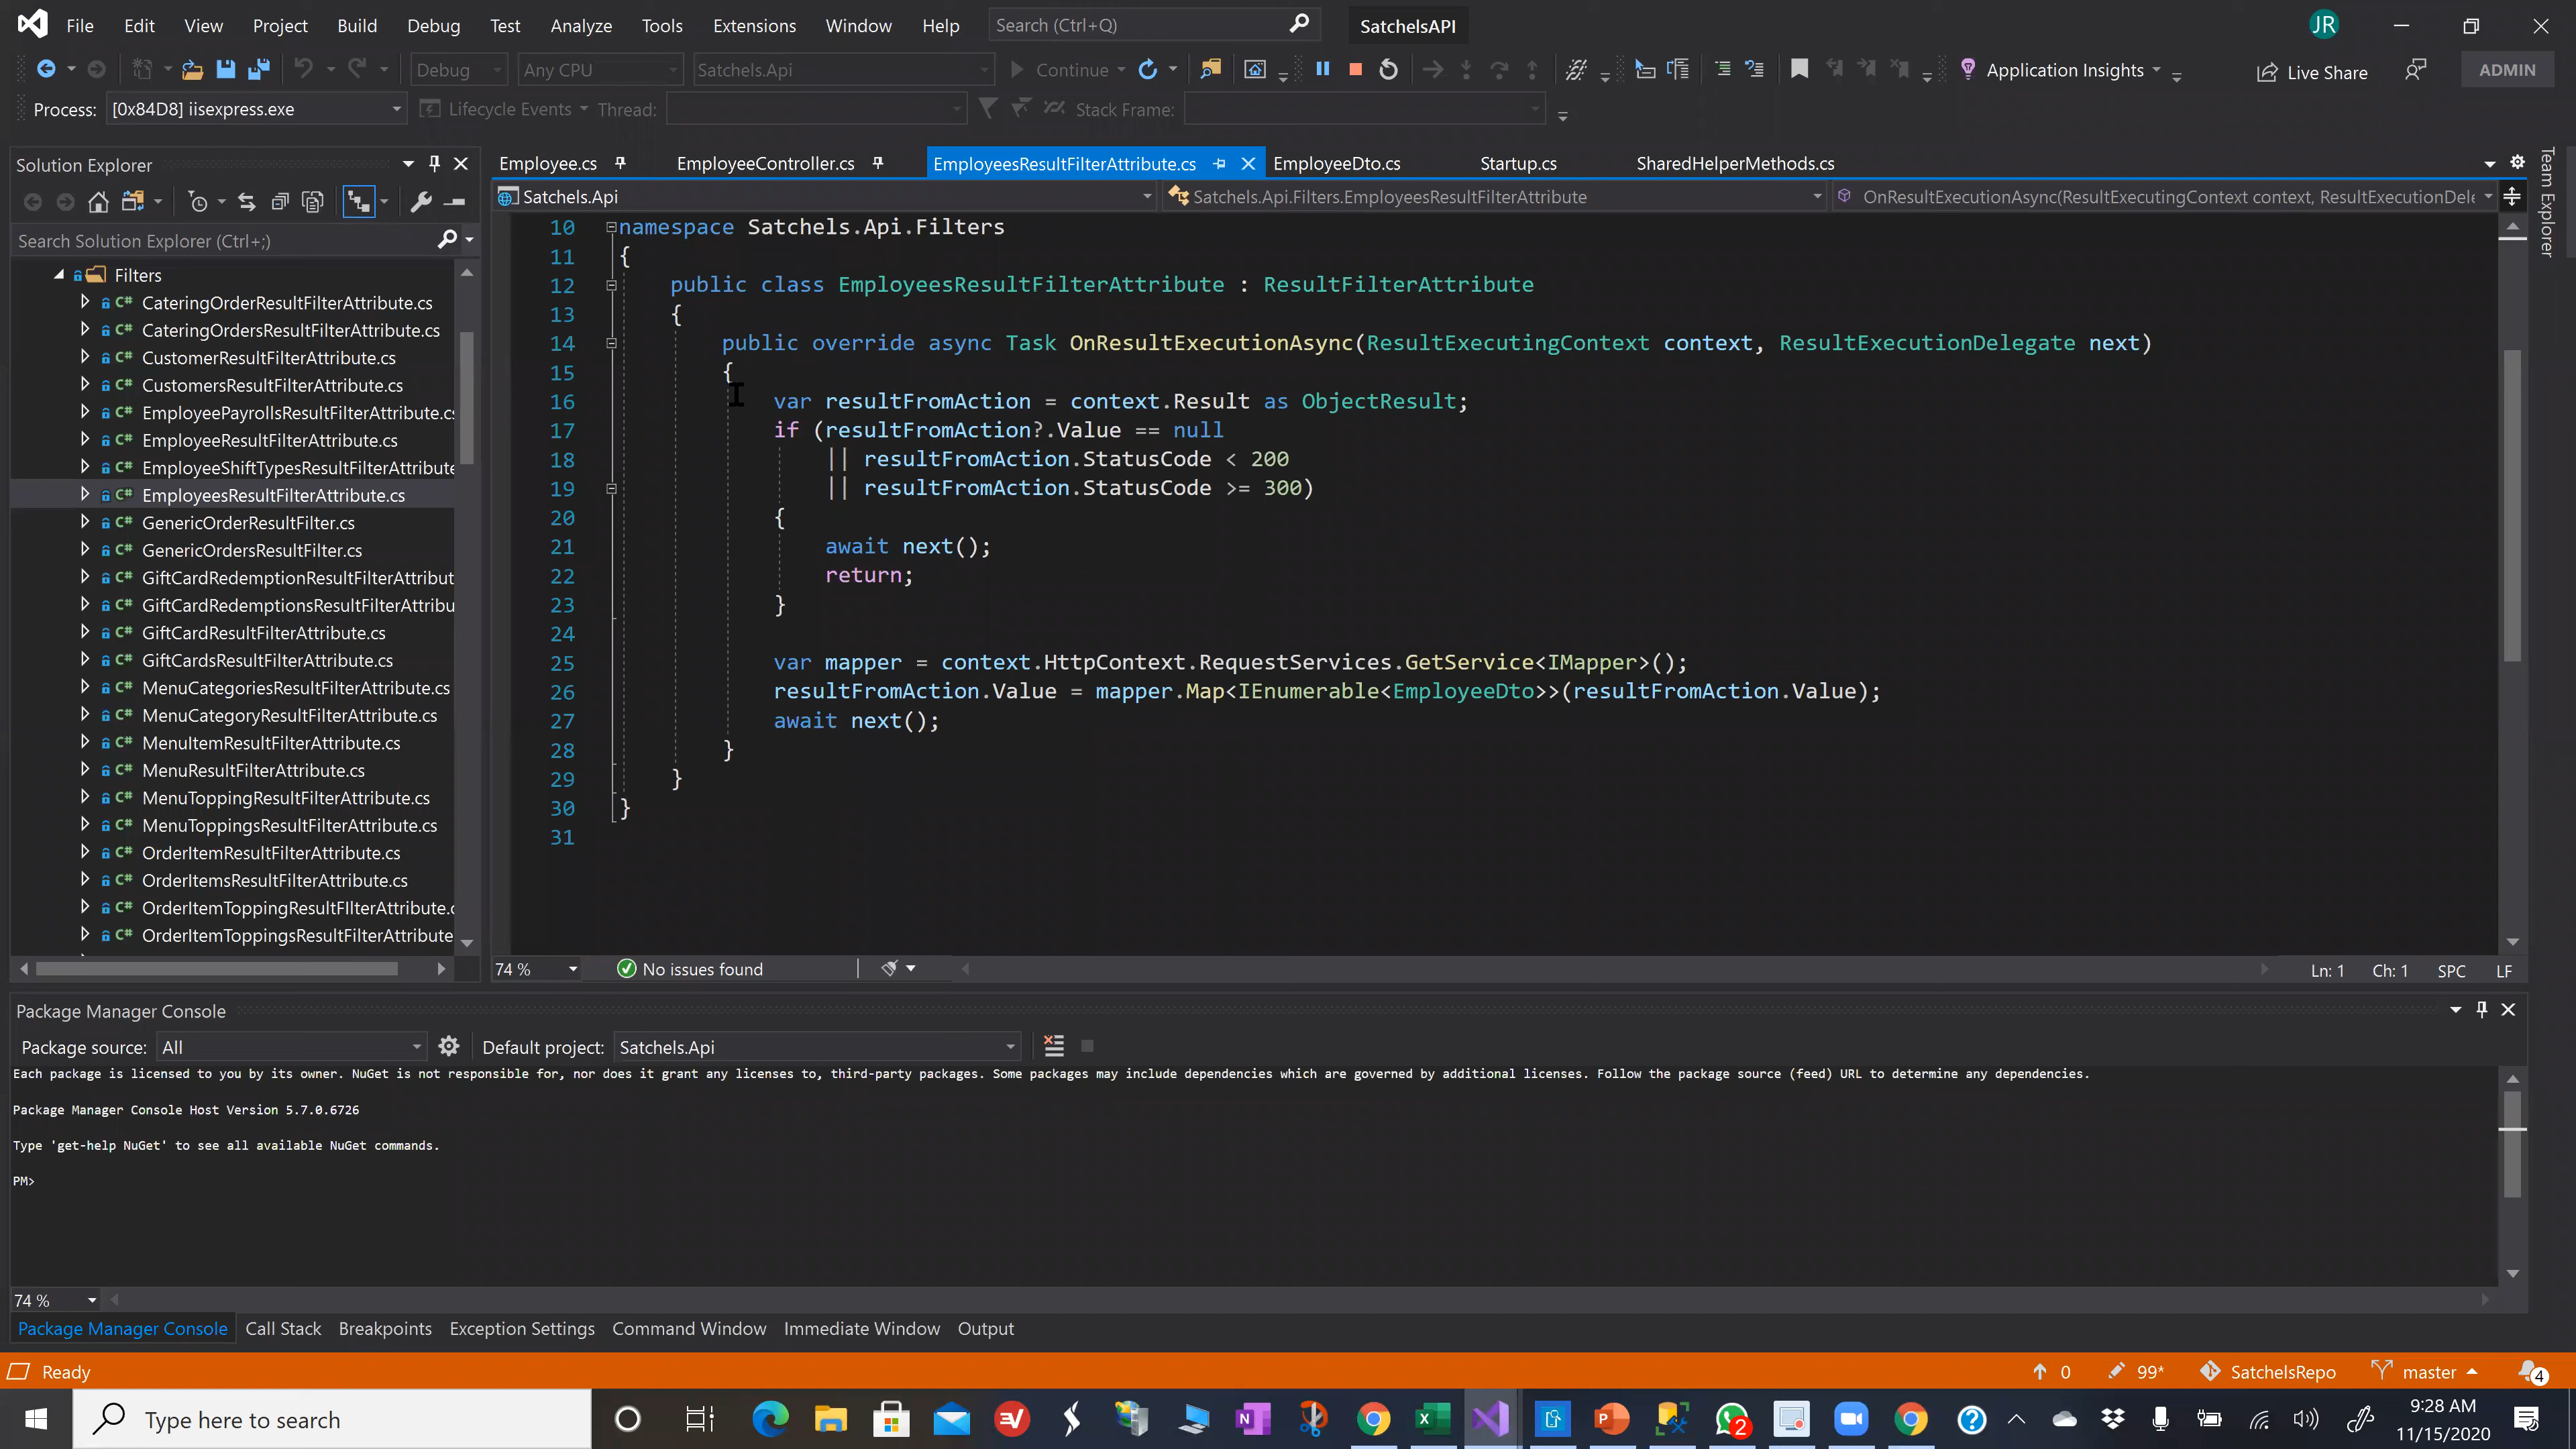 File Edit View Project Build Debug Test Analyze Tools Extensions Window Help Search (Ctrl+Q) SatchelsAPI JR
Debug Any CPU Satchels.Api Continue Application Insights Live Share ADMIN
Process: [0x84D8] iisexpress.exe Lifecycle Events Thread: Stack Frame:
Solution Explorer
Search Solution Explorer (Ctrl+;)
Filters
C# CateringOrderResultFilterAttribute.cs
C# CateringOrdersResultFilterAttribute.cs
C# CustomerResultFilterAttribute.cs
C# CustomersResultFilterAttribute.cs
C# EmployeePayrollsResultFilterAttribute.cs
C# EmployeeResultFilterAttribute.cs
C# EmployeeShiftTypesResultFilterAttribute
C# EmployeesResultFilterAttribute.cs
C# GenericOrderResultFilter.cs
C# GenericOrdersResultFilter.cs
C# GiftCardRedemptionResultFilterAttribut
C# GiftCardRedemptionsResultFilterAttribu
C# GiftCardResultFilterAttribute.cs
C# GiftCardsResultFilterAttribute.cs
C# MenuCategoriesResultFilterAttribute.cs
C# MenuCategoryResultFilterAttribute.cs
C# MenuItemResultFilterAttribute.cs
C# MenuResultFilterAttribute.cs
C# MenuToppingResultFilterAttribute.cs
C# MenuToppingsResultFilterAttribute.cs
C# OrderItemResultFilterAttribute.cs
C# OrderItemsResultFilterAttribute.cs
C# OrderItemToppingResultFIlterAttribute.c
C# OrderItemToppingsResultFilterAttribute
Employee.cs EmployeeController.cs EmployeesResultFilterAttribute.cs EmployeeDto.cs Startup.cs SharedHelperMethods.cs
Satchels.Api Satchels.Api.Filters.EmployeesResultFilterAttribute OnResultExecutionAsync(ResultExecutingContext context, ResultExecutionDele
10 namespace Satchels.Api.Filters
11 {
12 public class EmployeesResultFilterAttribute : ResultFilterAttribute
13 {
14 public override async Task OnResultExecutionAsync(ResultExecutingContext context, ResultExecutionDelegate next)
15 {
16 var resultFromAction = context.Result as ObjectResult;
17 if (resultFromAction?.Value == null
18 || resultFromAction.StatusCode < 200
19 || resultFromAction.StatusCode >= 300)
20 {
21 await next();
22 return;
23 }
24
25 var mapper = context.HttpContext.RequestServices.GetService<IMapper>();
26 resultFromAction.Value = mapper.Map<IEnumerable<EmployeeDto>>(resultFromAction.Value);
27 await next();
28 }
29 }
30 }
31
74 % No issues found Ln: 1 Ch: 1 SPC LF
Team Explorer
Package Manager Console
Package source: All Default project: Satchels.Api
Each package is licensed to you by its owner. NuGet is not responsible for, nor does it grant any licenses to, third-party packages. Some packages may include dependencies which are governed by additional licenses. Follow the package source (feed) URL to determine any dependencies.
Package Manager Console Host Version 5.7.0.6726
Type 'get-help NuGet' to see all available NuGet commands.
PM>
74 %
Package Manager Console Call Stack Breakpoints Exception Settings Command Window Immediate Window Output
Ready 0 99* SatchelsRepo master 4
Type here to search 2 9:28 AM
11/15/2020